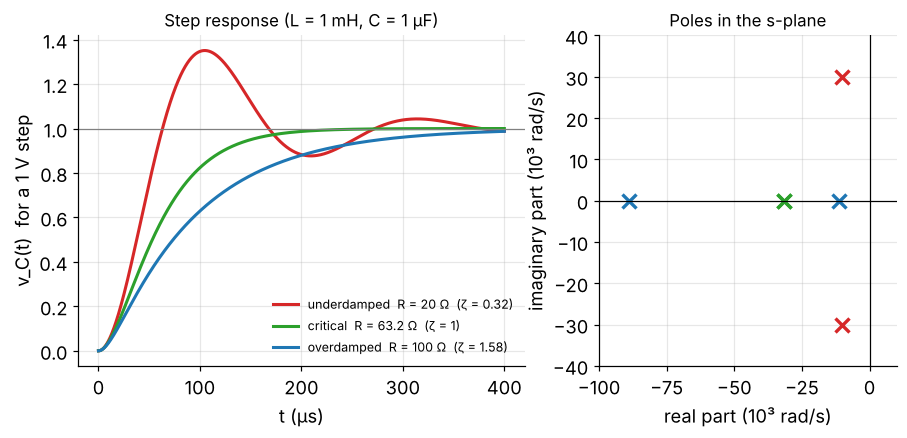 Step response (L = 1 mH, C = 1 µF)
1.4
1.2
1.0
0.8
0.6
0.4
0.2
0.0
v_C(t) for a 1 V step
underdamped R = 20 Ω (ζ = 0.32)
critical R = 63.2 Ω (ζ = 1)
overdamped R = 100 Ω (ζ = 1.58)
0 100 200 300 400
t (µs)
Poles in the s-plane
40
30
20
10
0
−10
−20
−30
−40
imaginary part (10³ rad/s)
−100 −75 −50 −25 0
real part (10³ rad/s)